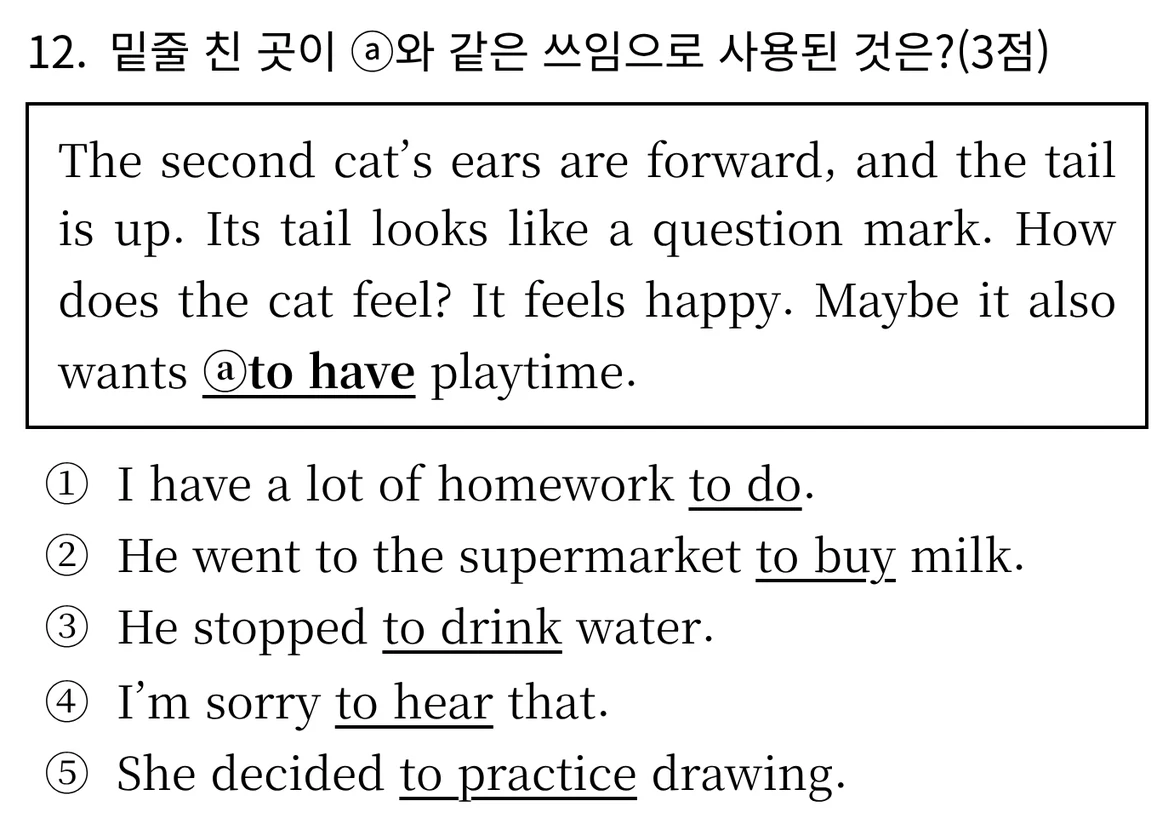 12. 밑줄 친 곳이 ⓐ와 같은 쓰임으로 사용된 것은?(3점)
The second cat’s ears are forward, and the tail
is up. Its tail looks like a question mark. How
does the cat feel? It feels happy. Maybe it also
wants ⓐto have playtime.
① I have a lot of homework to do.
② He went to the supermarket to buy milk.
③ He stopped to drink water.
④ I’m sorry to hear that.
⑤ She decided to practice drawing.